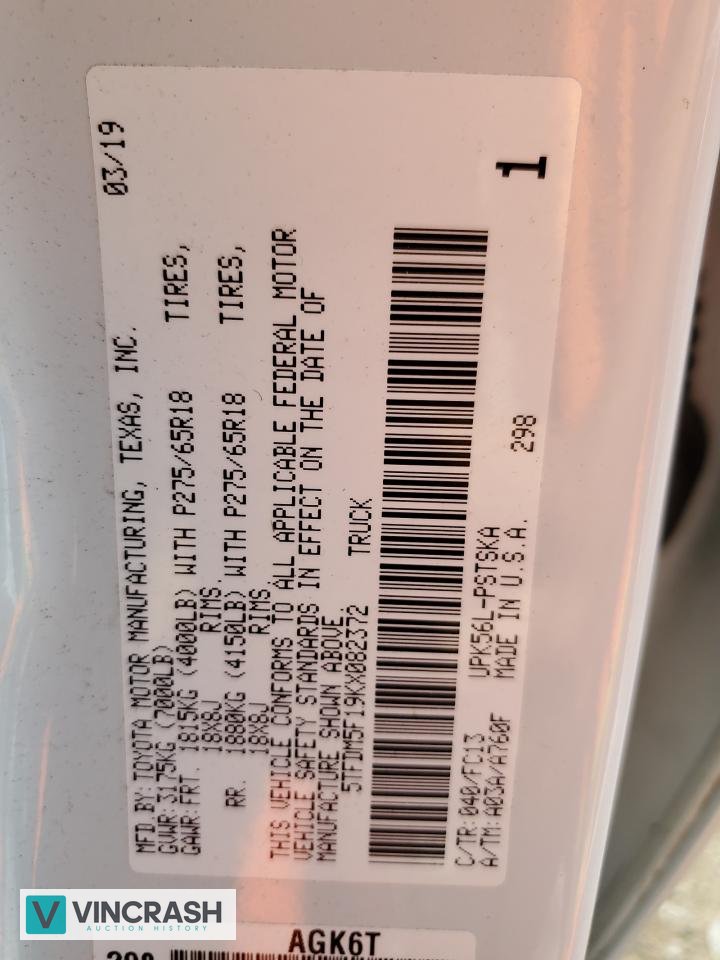 MFD.BY:TOYOTA MOTOR MANUFACTURING, TEXAS, INC. 03/19
GVWR:3175KG (7000LB)
GAWR:FRT. 1815KG (4000LB) WITH P275/65R18 TIRES,
18X8J RIMS.
RR. 1880KG (4150LB) WITH P275/65R18 TIRES,
18X8J RIMS.
THIS VEHICLE CONFORMS TO ALL APPLICABLE FEDERAL MOTOR
VEHICLE SAFETY STANDARDS IN EFFECT ON THE DATE OF
MANUFACTURE SHOWN ABOVE.
5TFDM5F19KX082372 TRUCK
1
C/TR:040/FC13 UPK56L-PSTSKA 298
A/TM:A03A/A760F MADE IN U.S.A.
VINCRASH
AUCTION HISTORY
AGK6T
298